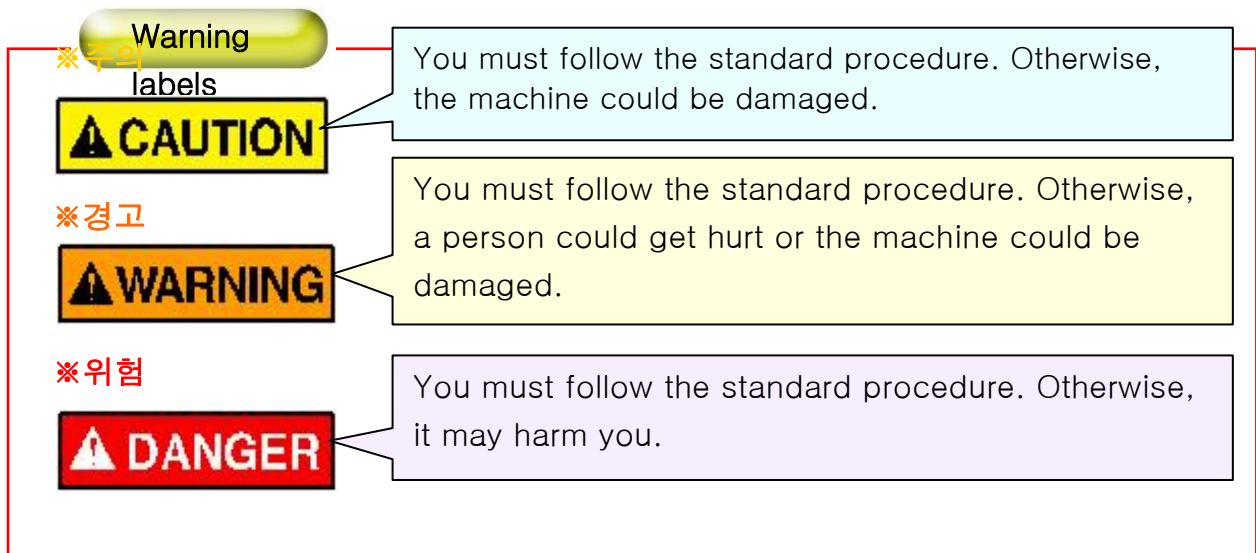 Warning
labels
※주의
⚠CAUTION
You must follow the standard procedure. Otherwise,
the machine could be damaged.
※경고
⚠WARNING
You must follow the standard procedure. Otherwise,
a person could get hurt or the machine could be
damaged.
※위험
⚠DANGER
You must follow the standard procedure. Otherwise,
it may harm you.